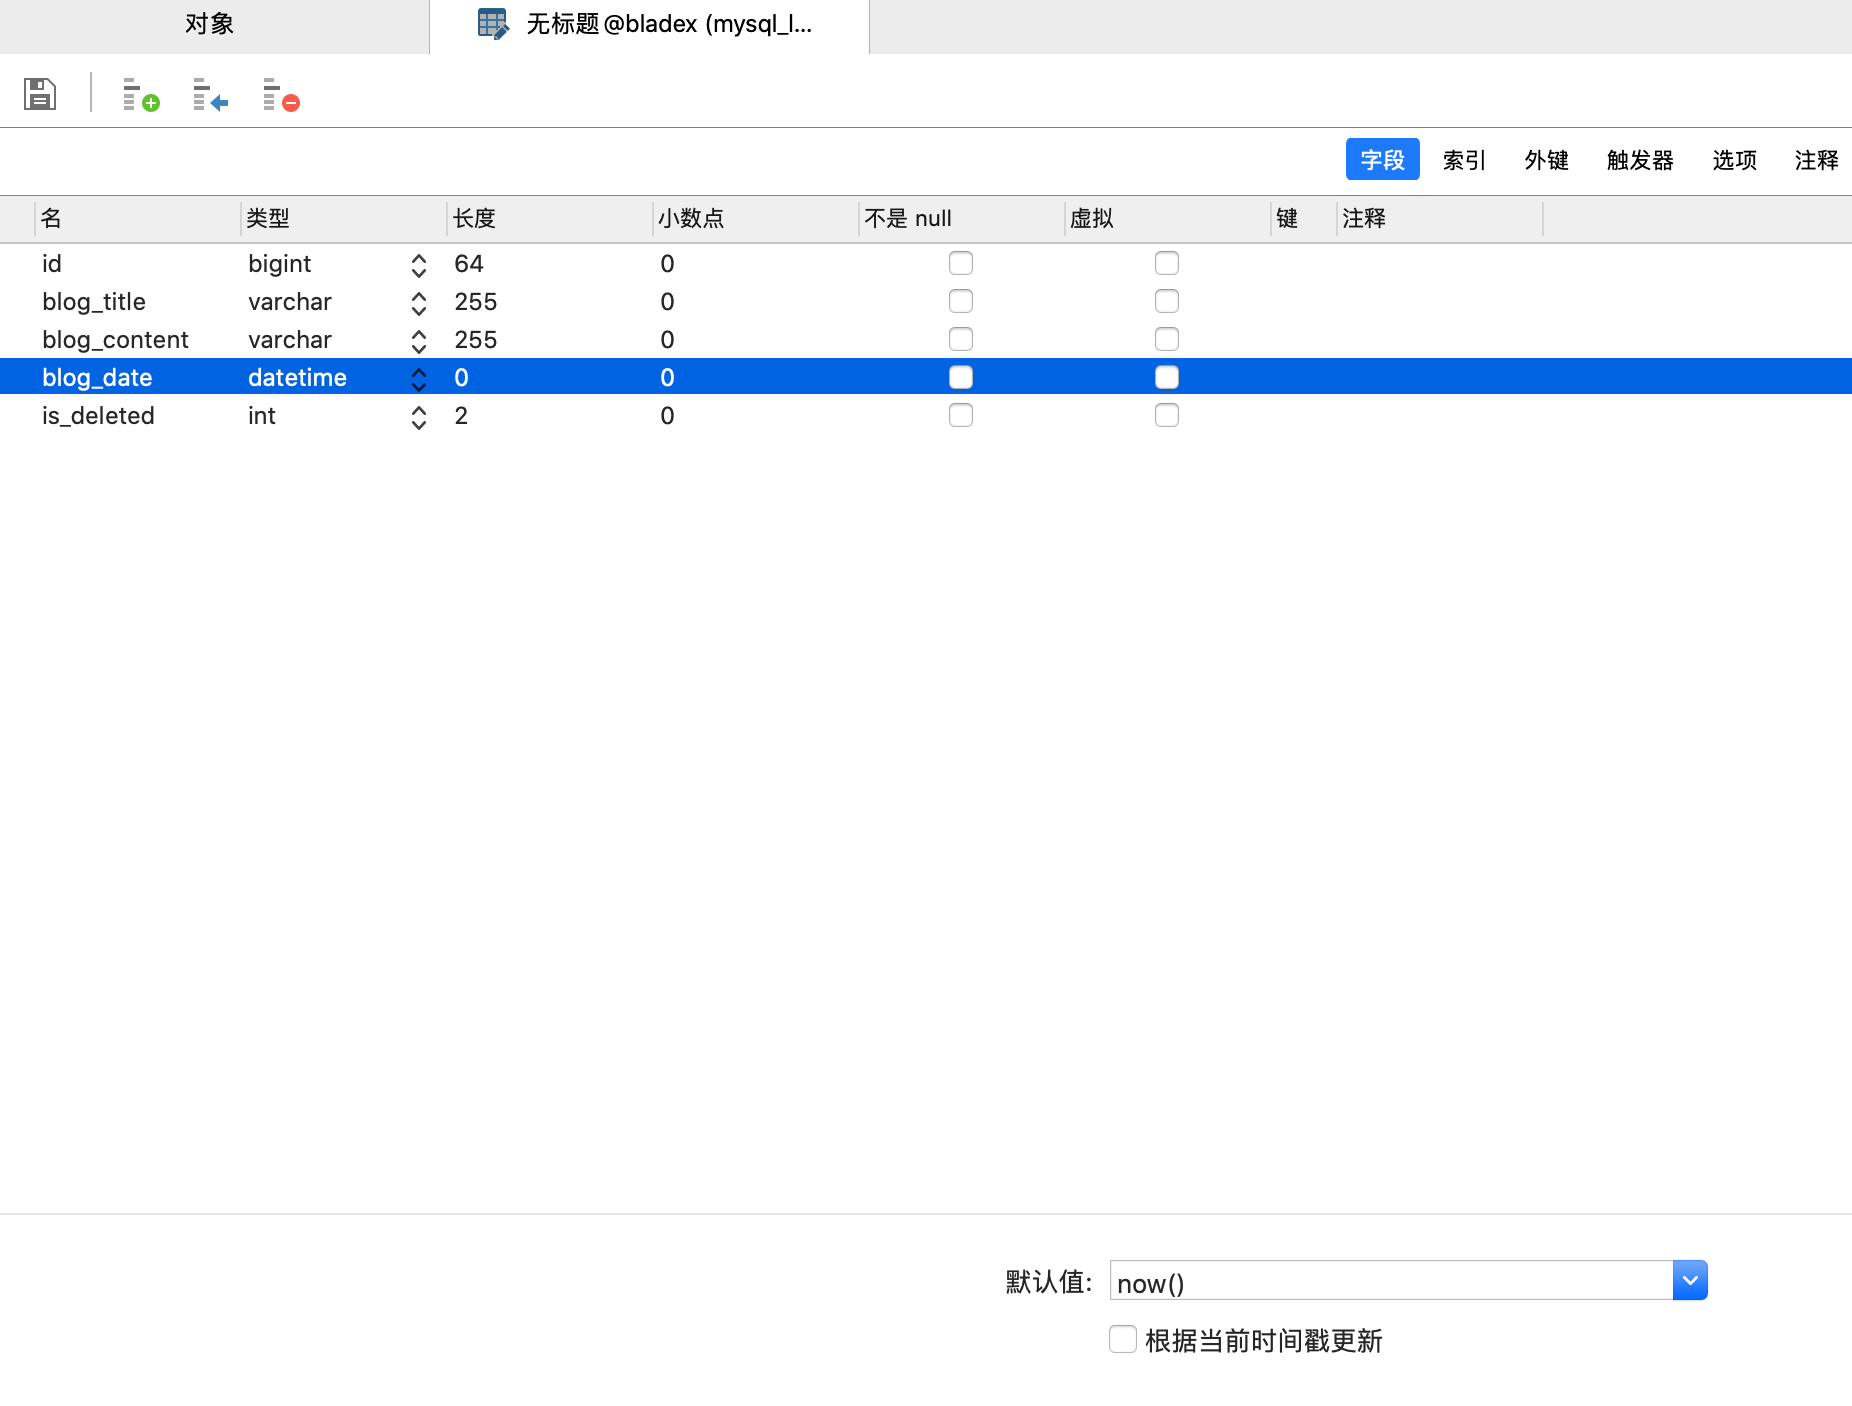 对象 无标题 @bladex (mysql_l...
字段 索引 外键 触发器 选项 注释
名 类型 长度 小数点 不是 null 虚拟 键 注释
id bigint 64 0
blog_title varchar 255 0
blog_content varchar 255 0
blog_date datetime 0 0
is_deleted int 2 0
默认值: now()
根据当前时间戳更新